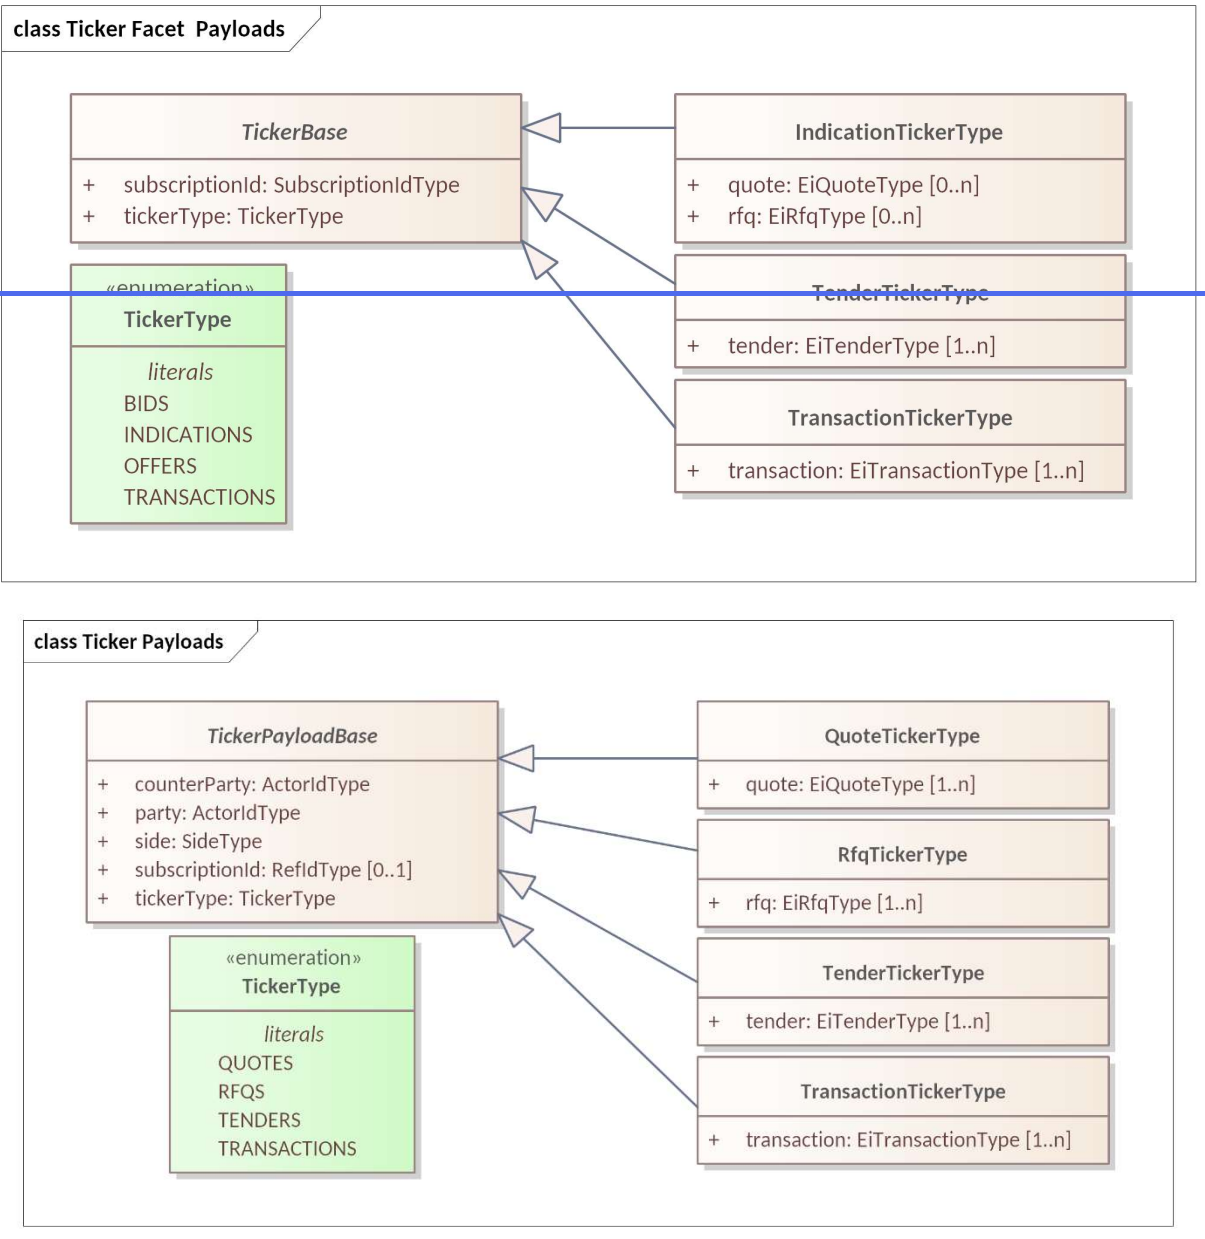 class Ticker Facet  Payloads
TickerBase
+ subscriptionId: SubscriptionIdType
+ tickerType: TickerType
IndicationTickerType
+ quote: EiQuoteType [0..n]
+ rfq: EiRfqType [0..n]
«enumeration»
TickerType
literals
BIDS
INDICATIONS
OFFERS
TRANSACTIONS
TenderTickerType
+ tender: EiTenderType [1..n]
TransactionTickerType
+ transaction: EiTransactionType [1..n]
class Ticker Payloads
TickerPayloadBase
+ counterParty: ActorIdType
+ party: ActorIdType
+ side: SideType
+ subscriptionId: RefIdType [0..1]
+ tickerType: TickerType
«enumeration»
TickerType
literals
QUOTES
RFQS
TENDERS
TRANSACTIONS
QuoteTickerType
+ quote: EiQuoteType [1..n]
RfqTickerType
+ rfq: EiRfqType [1..n]
TenderTickerType
+ tender: EiTenderType [1..n]
TransactionTickerType
+ transaction: EiTransactionType [1..n]